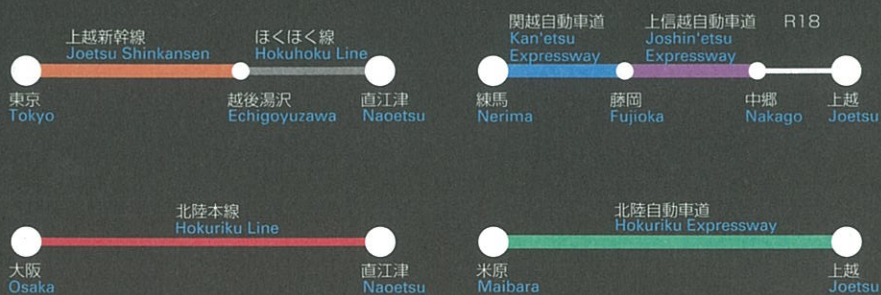 上越新幹線
Joetsu Shinkansen
ほくほく線
Hokuhoku Line
東京
Tokyo
越後湯沢
Echigoyuzawa
直江津
Naoetsu
関越自動車道
Kan'etsu
Expressway
上信越自動車道
Joshin'etsu
Expressway
R18
練馬
Nerima
藤岡
Fujioka
中郷
Nakago
上越
Joetsu
北陸本線
Hokuriku Line
大阪
Osaka
直江津
Naoetsu
北陸自動車道
Hokuriku Expressway
米原
Maibara
上越
Joetsu